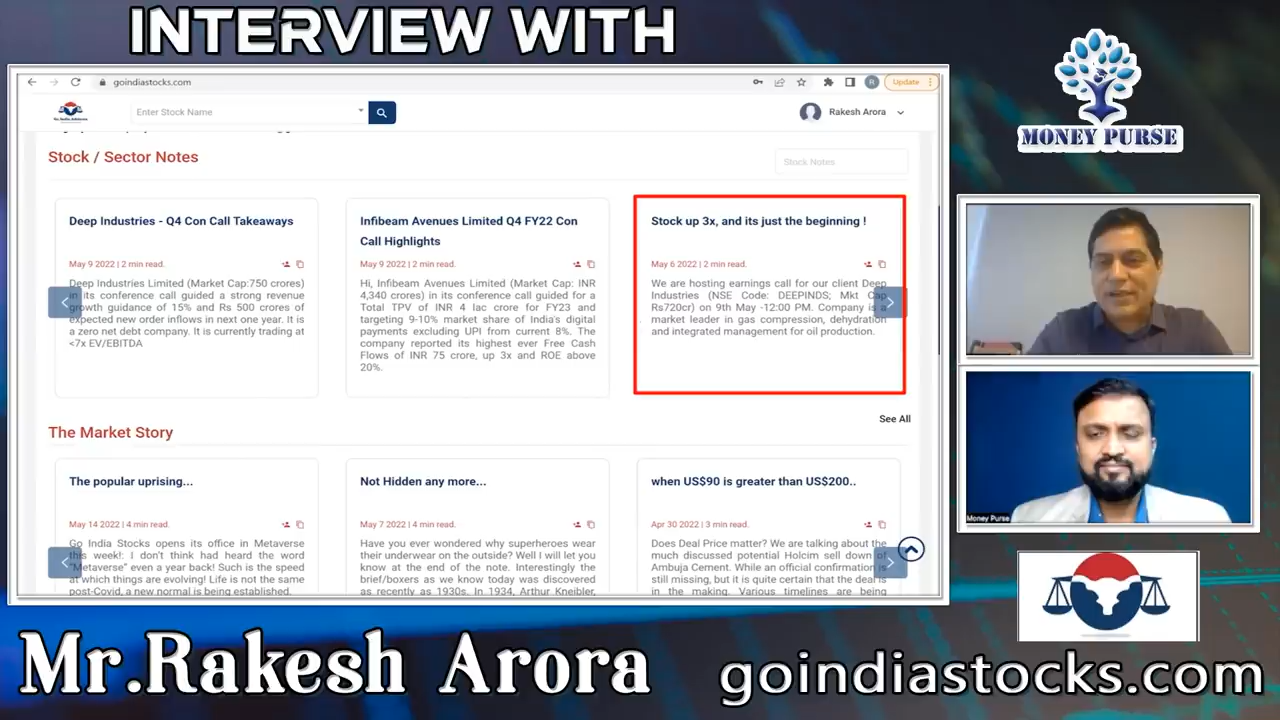 INTERVIEW WITH
goindiastocks.com
Update
R
Enter Stock Name
Rakesh Arora
Stock / Sector Notes
Stock Notes
Deep Industries - Q4 Con Call Takeaways
May 9 2022 | 2 min read.
Deep Industries Limited (Market Cap:750 crores)
in its conference call guided a strong revenue
growth guidance of 15% and Rs 500 crores of
expected new order inflows in next one year. It is
a zero net debt company. It is currently trading at
<7x EV/EBITDA
Infibeam Avenues Limited Q4 FY22 Con
Call Highlights
May 9 2022 | 2 min read.
Hi, Infibeam Avenues Limited (Market Cap: INR
4,340 crores) in its conference call guided for a
Total TPV of INR 4 lac crore for FY23 and
targeting 9-10% market share of India's digital
payments excluding UPI from current 8%. The
company reported its highest ever Free Cash
Flows of INR 75 crore, up 3x and ROE above
20%.
Stock up 3x, and its just the beginning !
May 6 2022 | 2 min read.
We are hosting earnings call for our client Deep
Industries (NSE Code: DEEPINDS; Mkt Cap
Rs720cr) on 9th May -12:00 PM. Company is a
market leader in gas compression, dehydration
and integrated management for oil production.
See All
The Market Story
The popular uprising...
May 14 2022 | 4 min read.
Go India Stocks opens its office in Metaverse
this week!: I don't think had heard the word
"Metaverse" even a year back! Such is the speed
at which things are evolving! Life is not the same
post-Covid, a new normal is being established.
Not Hidden any more...
May 7 2022 | 4 min read.
Have you ever wondered why superheroes wear
their underwear on the outside? Well I will let you
know at the end of the note. Interestingly the
brief/boxers as we know today was discovered
as recently as 1930s. In 1934, Arthur Kneibler,
when US$90 is greater than US$200..
Apr 30 2022 | 3 min read.
Does Deal Price matter? We are talking about the
much discussed potential Holcim sell down of
Ambuja Cement. While an official confirmation is
still missing, but it is quite certain that the deal is
in the making. Various timelines are being
MONEY PURSE
Money Purse
Mr.Rakesh Arora
goindiastocks.com